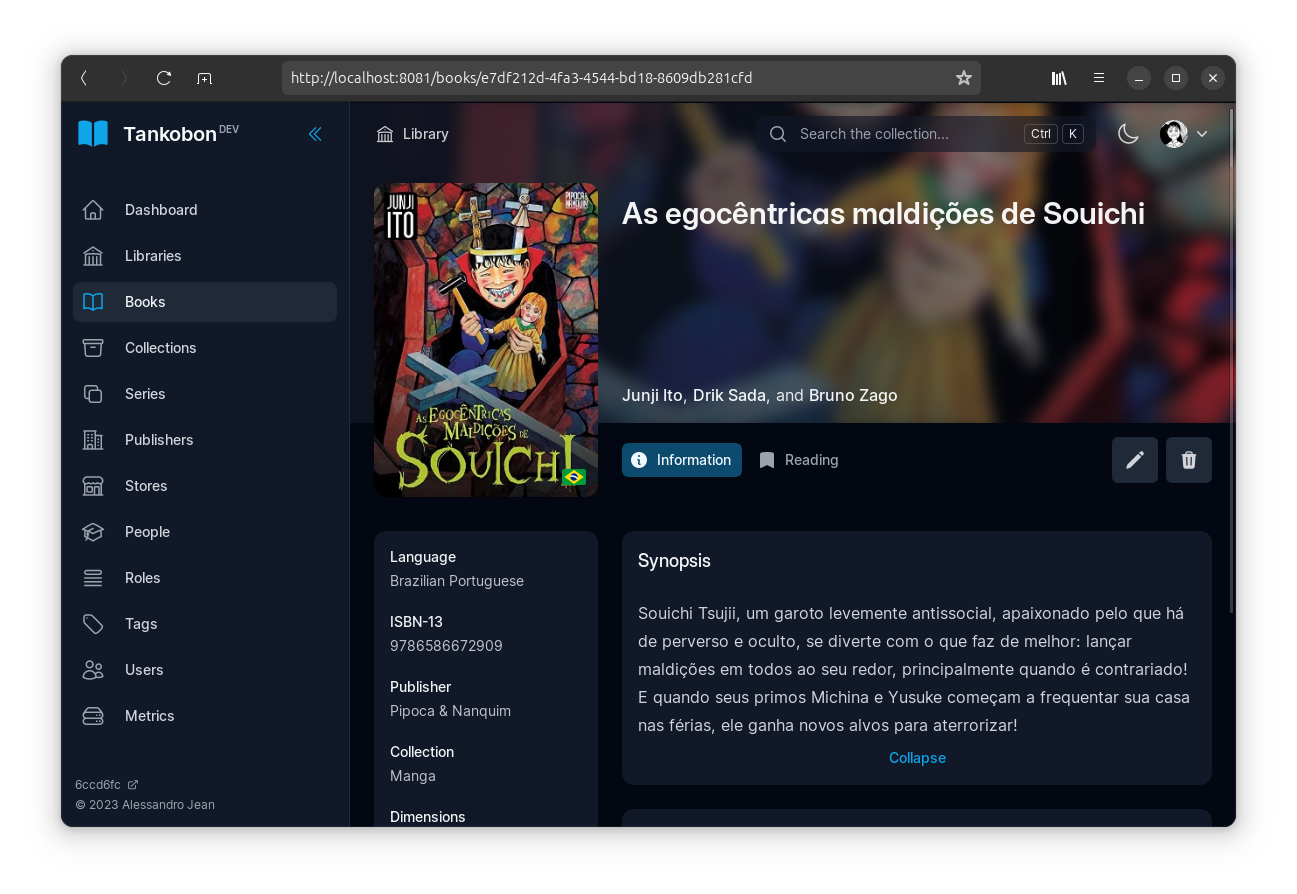 http://localhost:8081/books/e7df212d-4fa3-4544-bd18-8609db281cfd
Tankobon DEV
Library
Search the collection...
Ctrl K
Dashboard
Libraries
Books
Collections
Series
Publishers
Stores
People
Roles
Tags
Users
Metrics
6ccd6fc
© 2023 Alessandro Jean
JUNJI
ITO
PIPOCA &
NANQUIM
AS EGOCÊNTRICAS
MALDIÇÕES DE
SOUICHI
As egocêntricas maldições de Souichi
Junji Ito, Drik Sada, and Bruno Zago
Information
Reading
Language
Brazilian Portuguese
ISBN-13
9786586672909
Publisher
Pipoca & Nanquim
Collection
Manga
Dimensions
Synopsis
Souichi Tsujii, um garoto levemente antissocial, apaixonado pelo que há
de perverso e oculto, se diverte com o que faz de melhor: lançar
maldições em todos ao seu redor, principalmente quando é contrariado!
E quando seus primos Michina e Yusuke começam a frequentar sua casa
nas férias, ele ganha novos alvos para aterrorizar!
Collapse